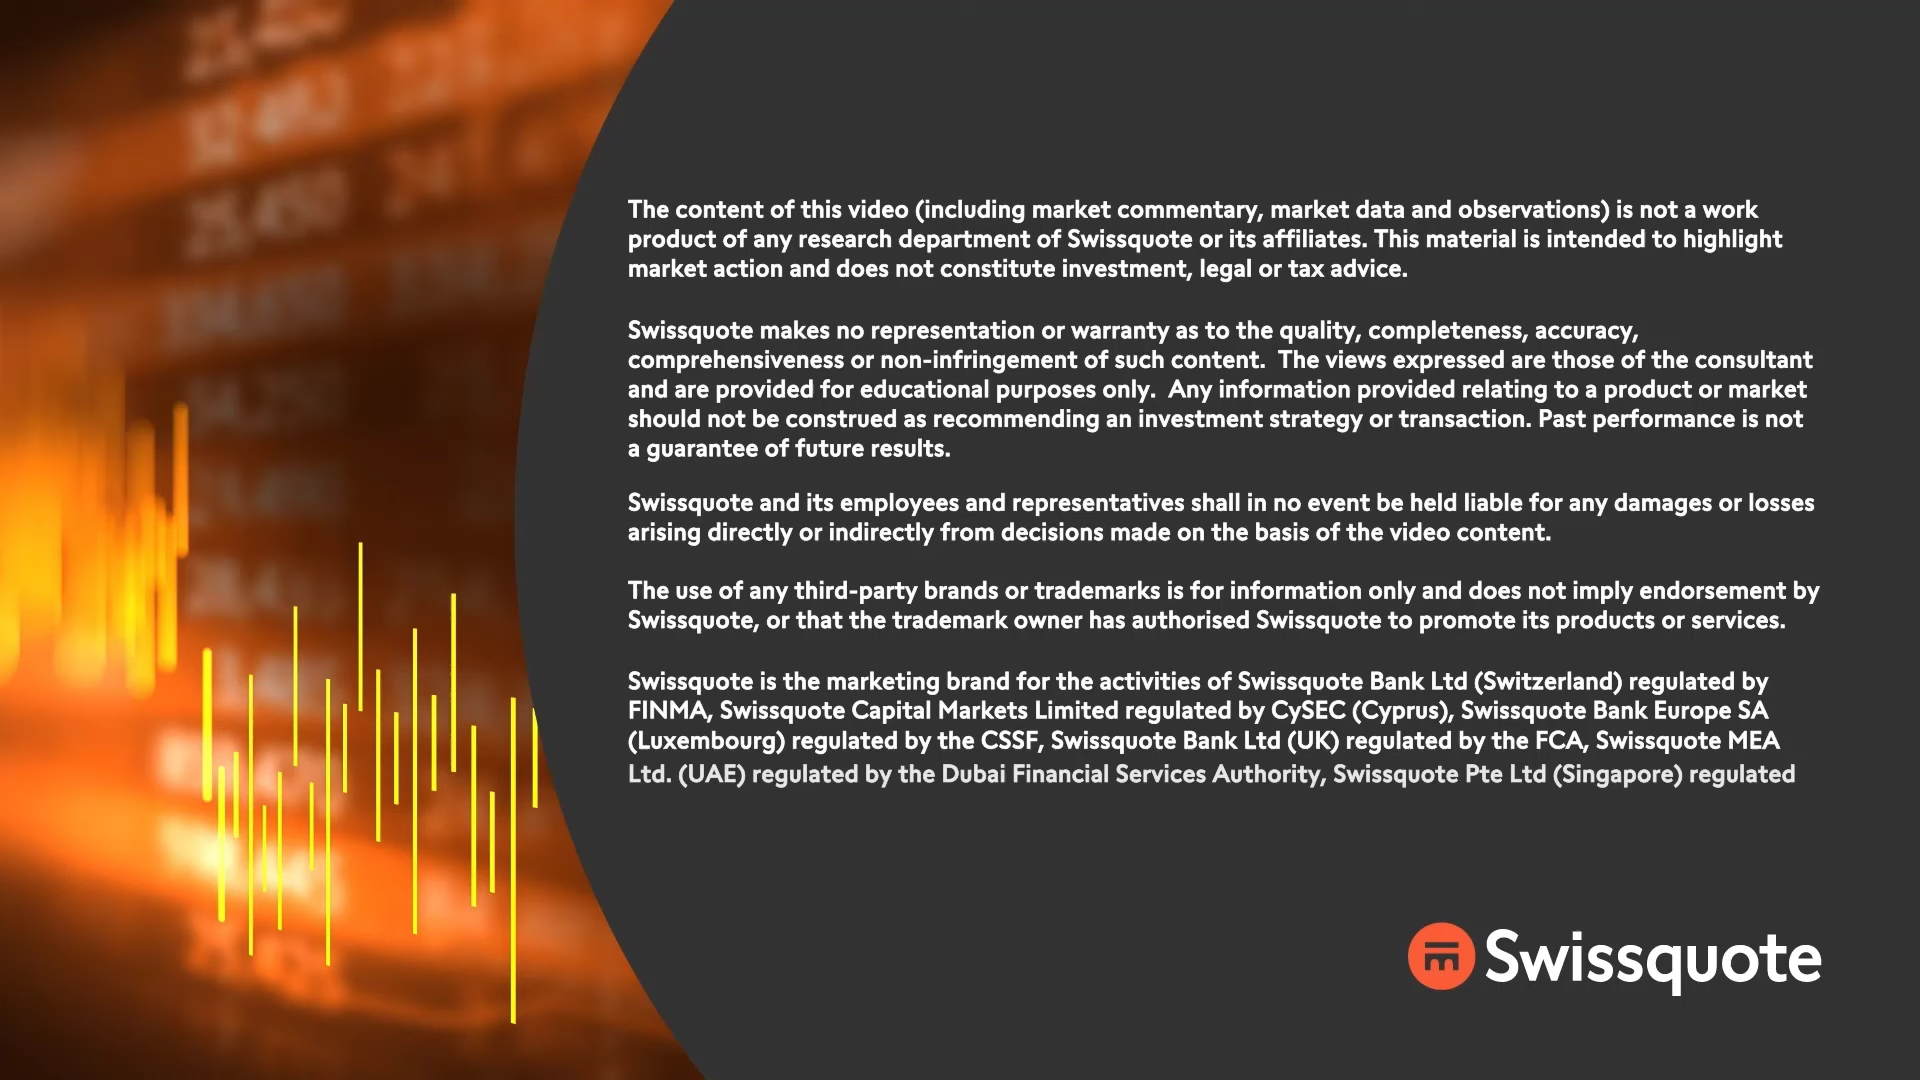 The content of this video (including market commentary, market data and observations) is not a work
product of any research department of Swissquote or its affiliates. This material is intended to highlight
market action and does not constitute investment, legal or tax advice.
Swissquote makes no representation or warranty as to the quality, completeness, accuracy,
comprehensiveness or non-infringement of such content.  The views expressed are those of the consultant
and are provided for educational purposes only.  Any information provided relating to a product or market
should not be construed as recommending an investment strategy or transaction. Past performance is not
a guarantee of future results.
Swissquote and its employees and representatives shall in no event be held liable for any damages or losses
arising directly or indirectly from decisions made on the basis of the video content.
The use of any third-party brands or trademarks is for information only and does not imply endorsement by
Swissquote, or that the trademark owner has authorised Swissquote to promote its products or services.
Swissquote is the marketing brand for the activities of Swissquote Bank Ltd (Switzerland) regulated by
FINMA, Swissquote Capital Markets Limited regulated by CySEC (Cyprus), Swissquote Bank Europe SA
(Luxembourg) regulated by the CSSF, Swissquote Bank Ltd (UK) regulated by the FCA, Swissquote MEA
Ltd. (UAE) regulated by the Dubai Financial Services Authority, Swissquote Pte Ltd (Singapore) regulated
Swissquote